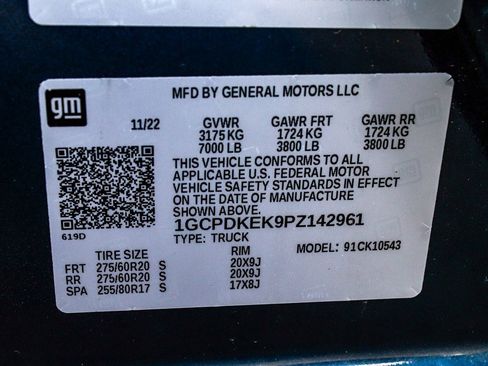 gm
MFD BY GENERAL MOTORS LLC
11/22 GVWR GAWR FRT GAWR RR
3175 KG 1724 KG 1724 KG
7000 LB 3800 LB 3800 LB
THIS VEHICLE CONFORMS TO ALL
APPLICABLE U.S. FEDERAL MOTOR
VEHICLE SAFETY STANDARDS IN EFFECT
ON THE DATE OF MANUFACTURE
SHOWN ABOVE.
619D 1GCPDKEK9PZ142961
TYPE: TRUCK MODEL: 91CK10543
TIRE SIZE RIM
FRT 275/60R20 S 20X9J
RR 275/60R20 S 20X9J
SPA 255/80R17 S 17X8J